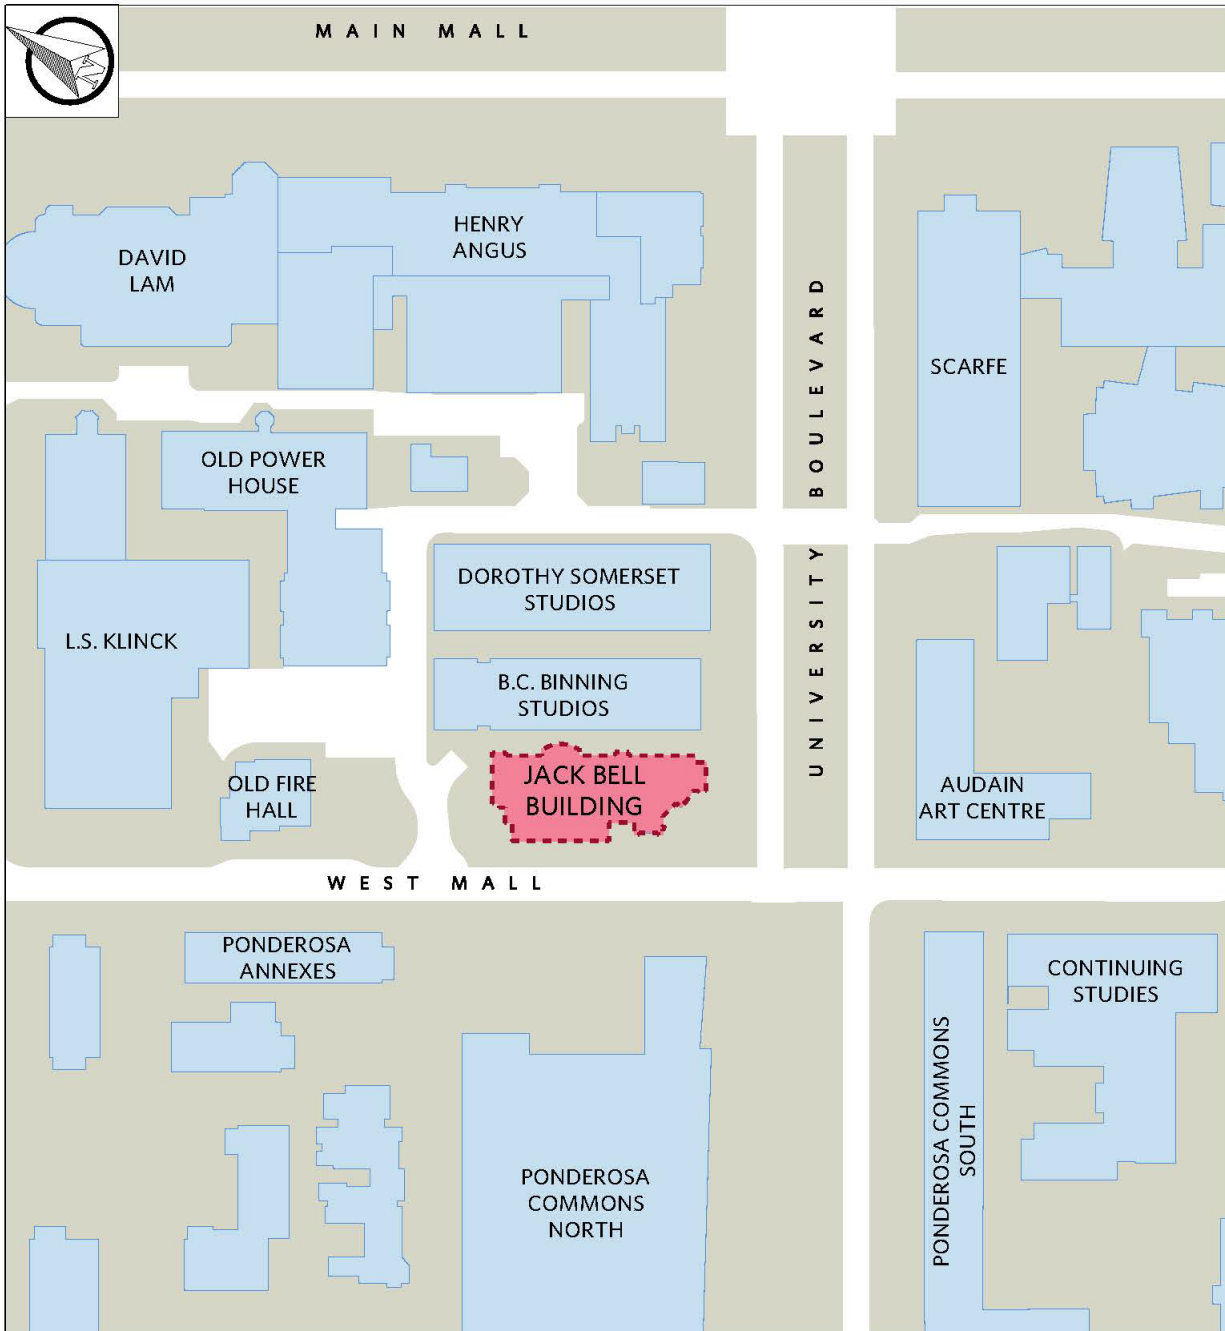 MAIN MALL
N
HENRY
ANGUS
DAVID
LAM
UNIVERSITY BOULEVARD
SCARFE
OLD POWER
HOUSE
DOROTHY SOMERSET
STUDIOS
L.S. KLINCK
B.C. BINNING
STUDIOS
JACK BELL
BUILDING
OLD FIRE
HALL
AUDAIN
ART CENTRE
WEST MALL
PONDEROSA
ANNEXES
CONTINUING
STUDIES
PONDEROSA COMMONS
SOUTH
PONDEROSA
COMMONS
NORTH